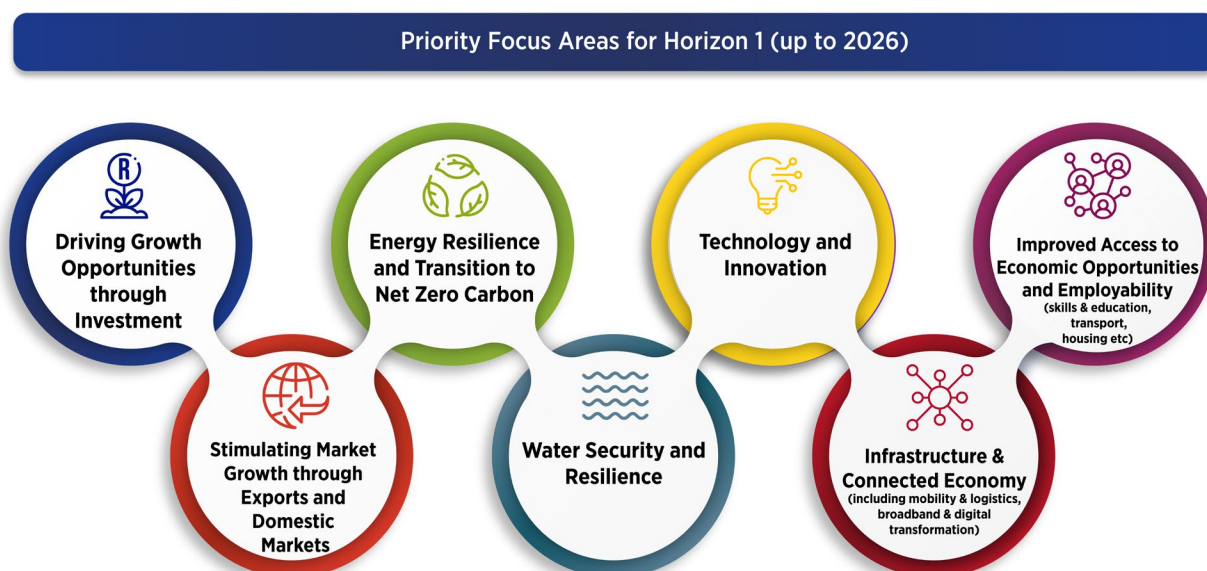 Priority Focus Areas for Horizon 1 (up to 2026)
R
Driving Growth
Opportunities
through
Investment
Stimulating Market
Growth through
Exports and
Domestic
Markets
Energy Resilience
and Transition to
Net Zero Carbon
Water Security and
Resilience
Technology and
Innovation
Infrastructure &
Connected Economy
(including mobility & logistics,
broadband & digital
transformation)
Improved Access to
Economic Opportunities
and Employability
(skills & education,
transport,
housing etc)